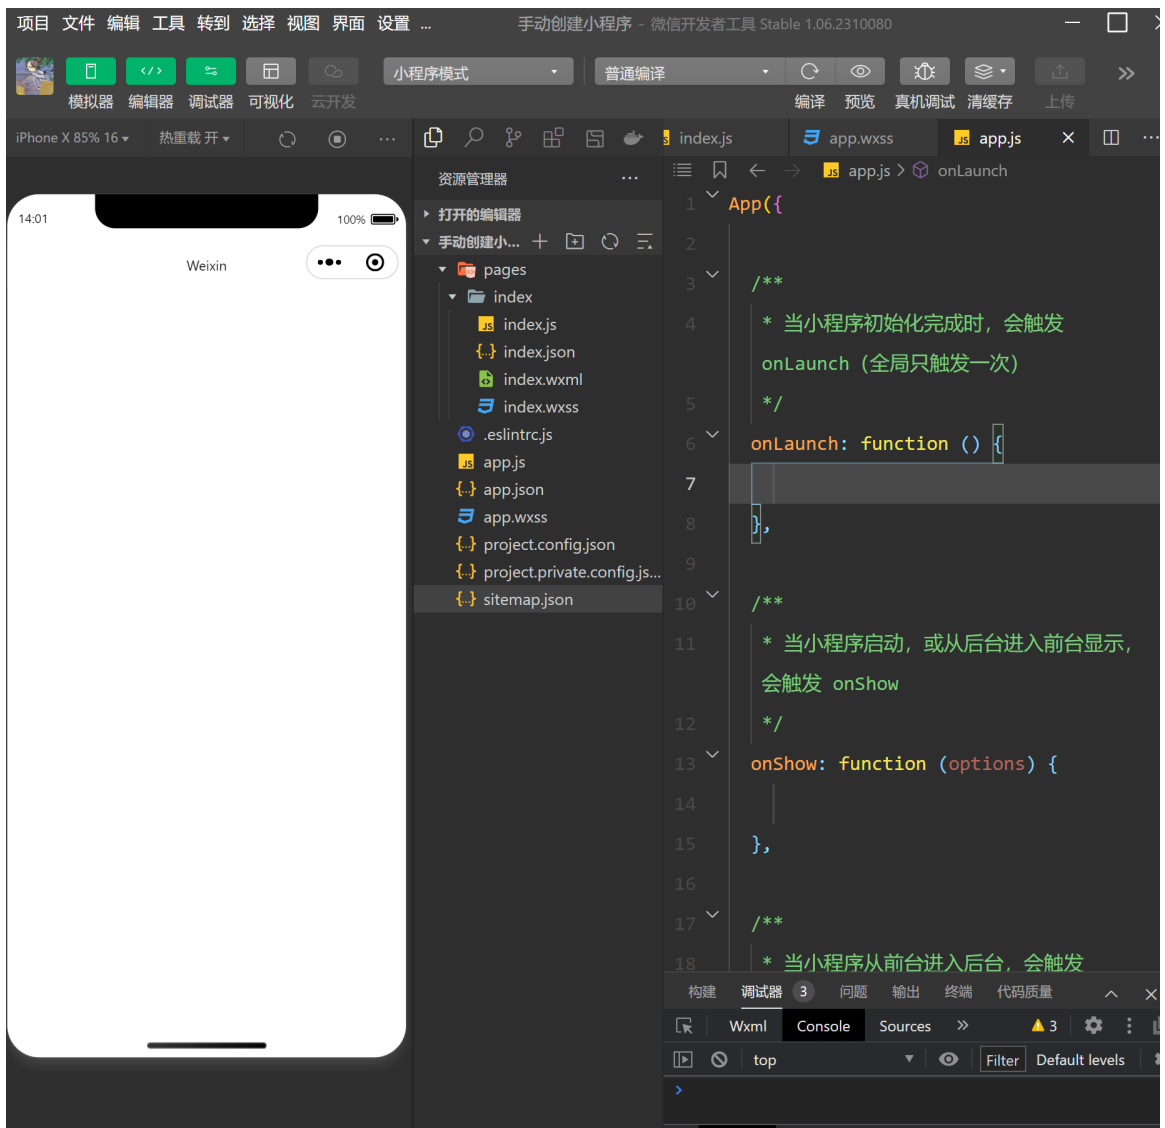 项目 文件 编辑 工具 转到 选择 视图 界面 设置 ... 手动创建小程序 - 微信开发者工具 Stable 1.06.2310080
小程序模式 普通编译
模拟器 编辑器 调试器 可视化 云开发 编译 预览 真机调试 清缓存 上传
iPhone X 85% 16 热重载 开
index.js app.wxss JS app.js
资源管理器 ...
JS app.js > onLaunch
打开的编辑器
手动创建小...
pages
index
JS index.js
{..} index.json
index.wxml
index.wxss
.eslintrc.js
JS app.js
{..} app.json
app.wxss
{..} project.config.json
{..} project.private.config.js...
{..} sitemap.json
14:01 100%
Weixin
1 App({
2
3 /**
4 * 当小程序初始化完成时，会触发
onLaunch（全局只触发一次）
5 */
6 onLaunch: function () {
7
8 },
9
10 /**
11 * 当小程序启动，或从后台进入前台显示，
会触发 onShow
12 */
13 onShow: function (options) {
14
15 },
16
17 /**
18 * 当小程序从前台进入后台，会触发
构建 调试器 3 问题 输出 终端 代码质量
Wxml Console Sources 3
top Filter Default levels